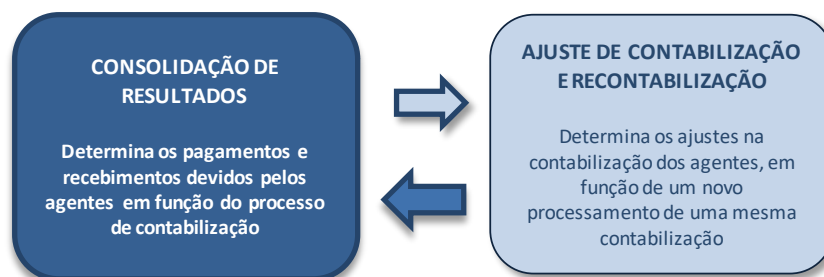 CONSOLIDAÇÃO DE
RESULTADOS
Determina os pagamentos e
recebimentos devidos pelos
agentes em função do processo
de contabilização
AJUSTE DE CONTABILIZAÇÃO
E RECONTABILIZAÇÃO
Determina os ajustes na
contabilização dos agentes, em
função de um novo
processamento de uma mesma
contabilização